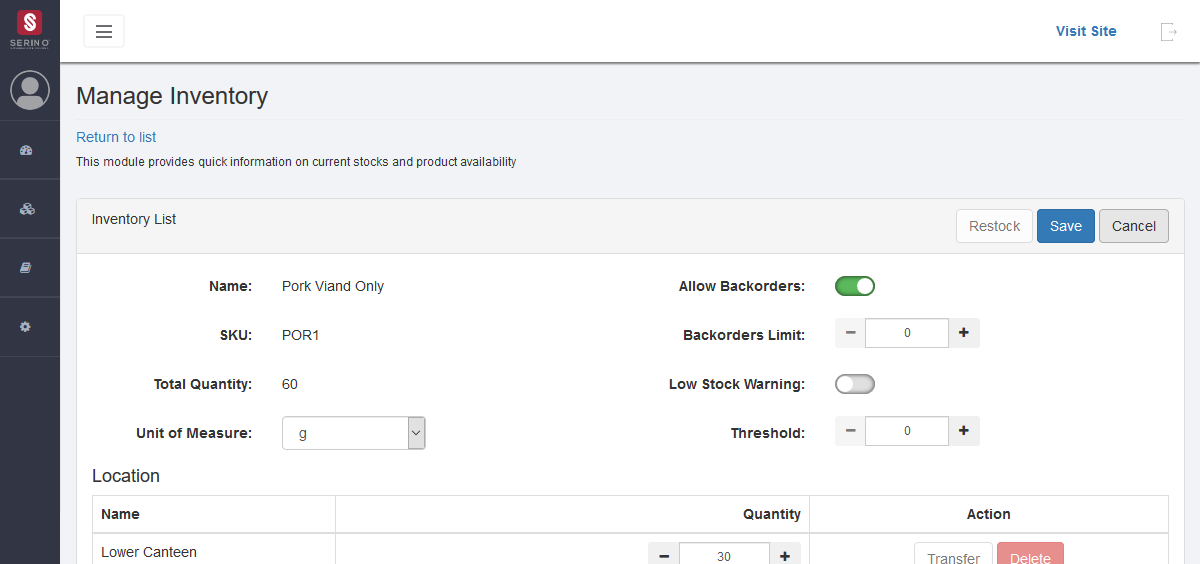 SERINO
Visit Site
Manage Inventory
Return to list
This module provides quick information on current stocks and product availability
Inventory List
Restock Save Cancel
Name: Pork Viand Only
Allow Backorders:
SKU: POR1
Backorders Limit: − 0 +
Total Quantity: 60
Low Stock Warning:
Unit of Measure: g
Threshold: − 0 +
Location
Name Quantity Action
Lower Canteen − 30 + Transfer Delete